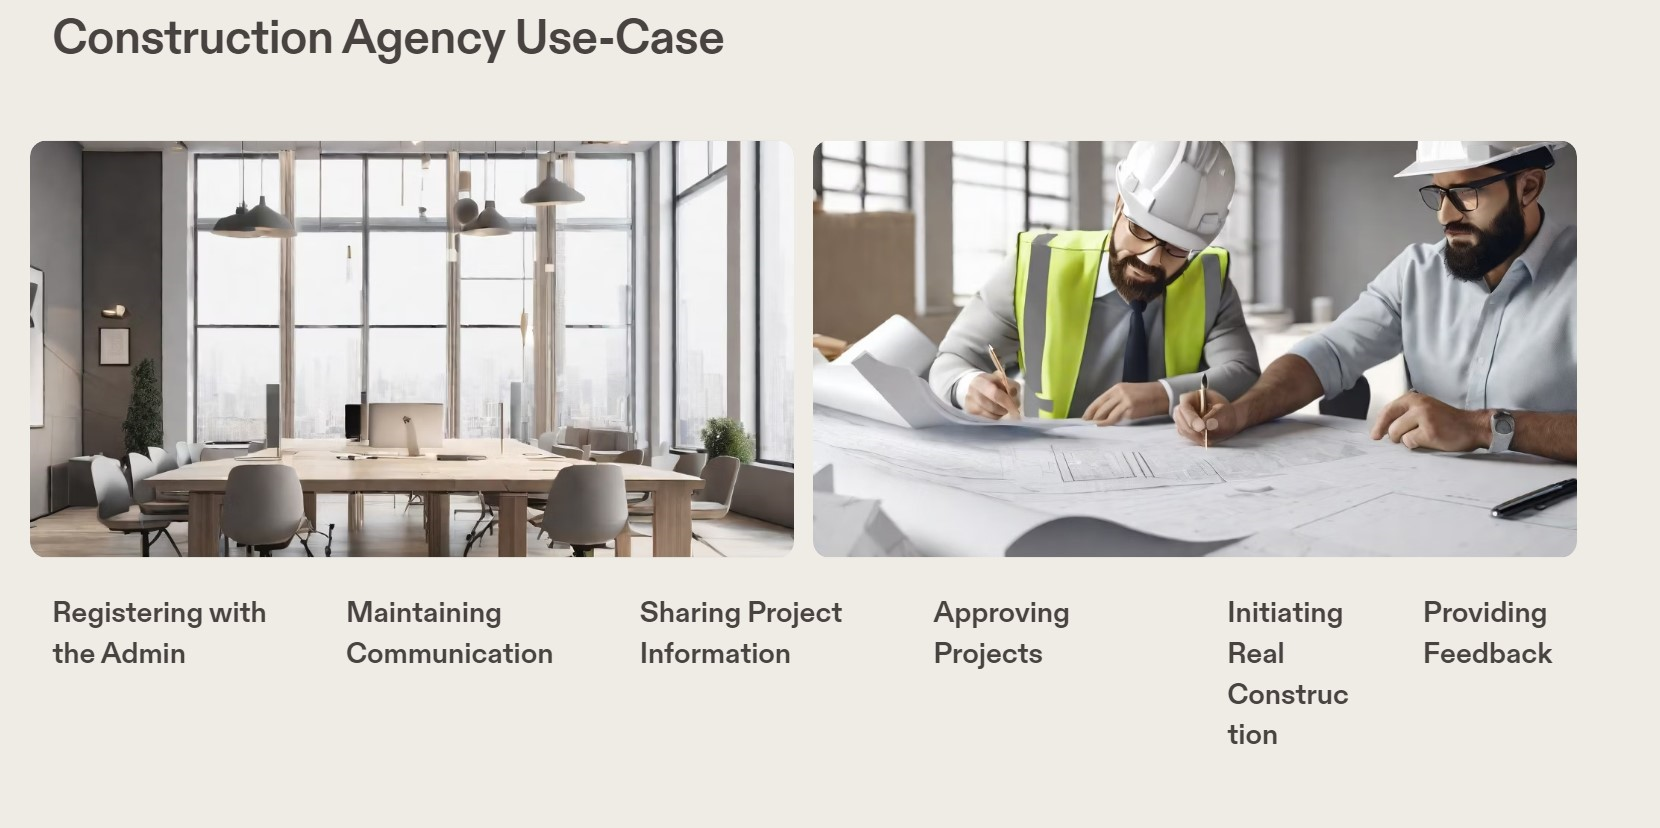 Construction Agency Use-Case
Registering with
the Admin
Maintaining
Communication
Sharing Project
Information
Approving
Projects
Initiating
Real
Construc
tion
Providing
Feedback